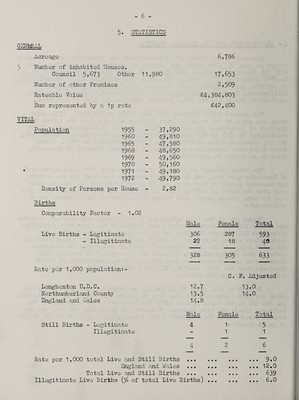 - 6 -
5. STATISTICS
GENERAL
Acreage 6,786
Number of inhabited Houses.
Council 5,673 Other 11,980 17,653
Number of other Premises 2,509
Rateable Value £4,384,803
Sum represented by a 1p rate £42,400
VITAL
Population 1955 - 37,290
1960 - 49,810
1965 - 47,580
1968 - 48,650
1969 - 49,560
1970 - 50,160
1971 - 49,180
1972 - 49,790
Density of Persons per House - 2,82
Births
Comparability Factor - 1.02
Male Female Total
Live Births - Legitimate 306 287 593
- Illegitimate 22 18 40
328 305 633
Rate per 1,000 population:-
C. F. Adjusted
Longbenton U.D.C. 12.7 13.0
Northumberland County 13.5 14.0
England and Wales 14.8
Male Female Total
Still Births - Legitimate 4 1 5
Illegitimate - 1 1
4 2 6
Rate per 1,000 total Live and Still Births ... ... ... ... 9.0
England and Wales ... ... ... ... 12.0
Total Live and Still Births ... ... ... ... 639
Illegitimate Live Births (% of total Live Births) ... ... ... 6.0